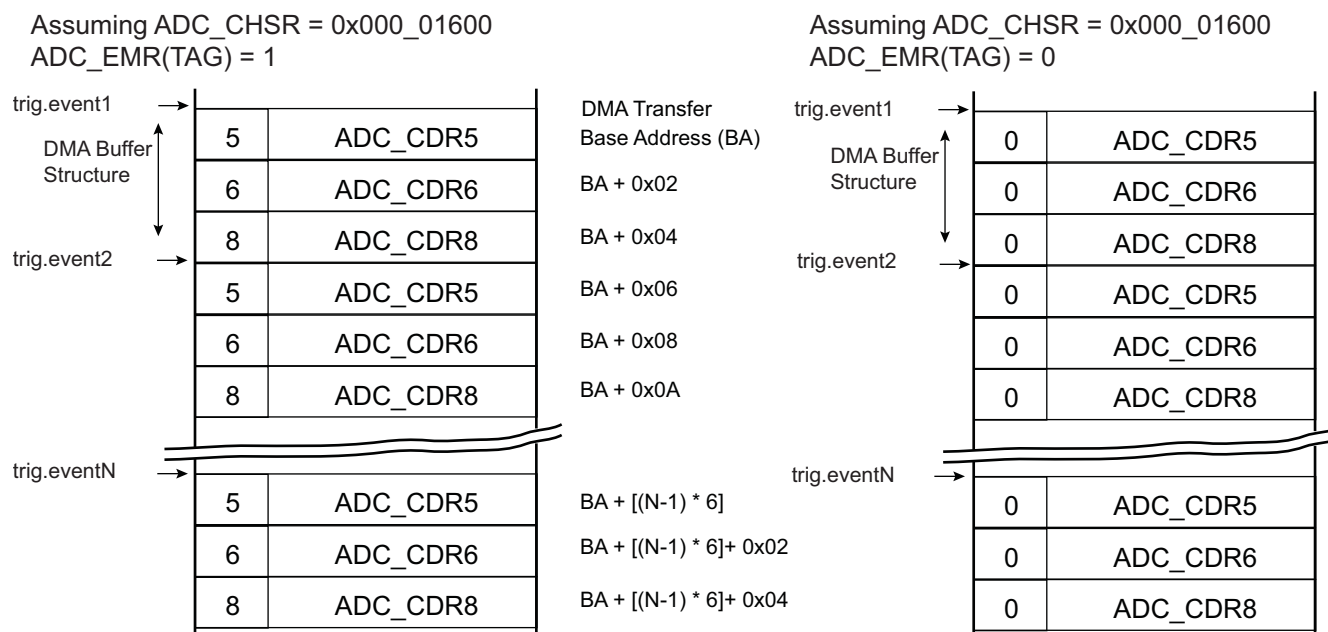 Assuming ADC_CHSR = 0x000_01600
ADC_EMR(TAG) = 1
trig.event1
DMA Buffer
Structure
5 ADC_CDR5
6 ADC_CDR6
8 ADC_CDR8
trig.event2
5 ADC_CDR5
6 ADC_CDR6
8 ADC_CDR8
trig.eventN
5 ADC_CDR5
6 ADC_CDR6
8 ADC_CDR8
DMA Transfer
Base Address (BA)
BA + 0x02
BA + 0x04
BA + 0x06
BA + 0x08
BA + 0x0A
BA + [(N-1) * 6]
BA + [(N-1) * 6]+ 0x02
BA + [(N-1) * 6]+ 0x04
Assuming ADC_CHSR = 0x000_01600
ADC_EMR(TAG) = 0
trig.event1
DMA Buffer
Structure
0 ADC_CDR5
0 ADC_CDR6
0 ADC_CDR8
trig.event2
0 ADC_CDR5
0 ADC_CDR6
0 ADC_CDR8
trig.eventN
0 ADC_CDR5
0 ADC_CDR6
0 ADC_CDR8